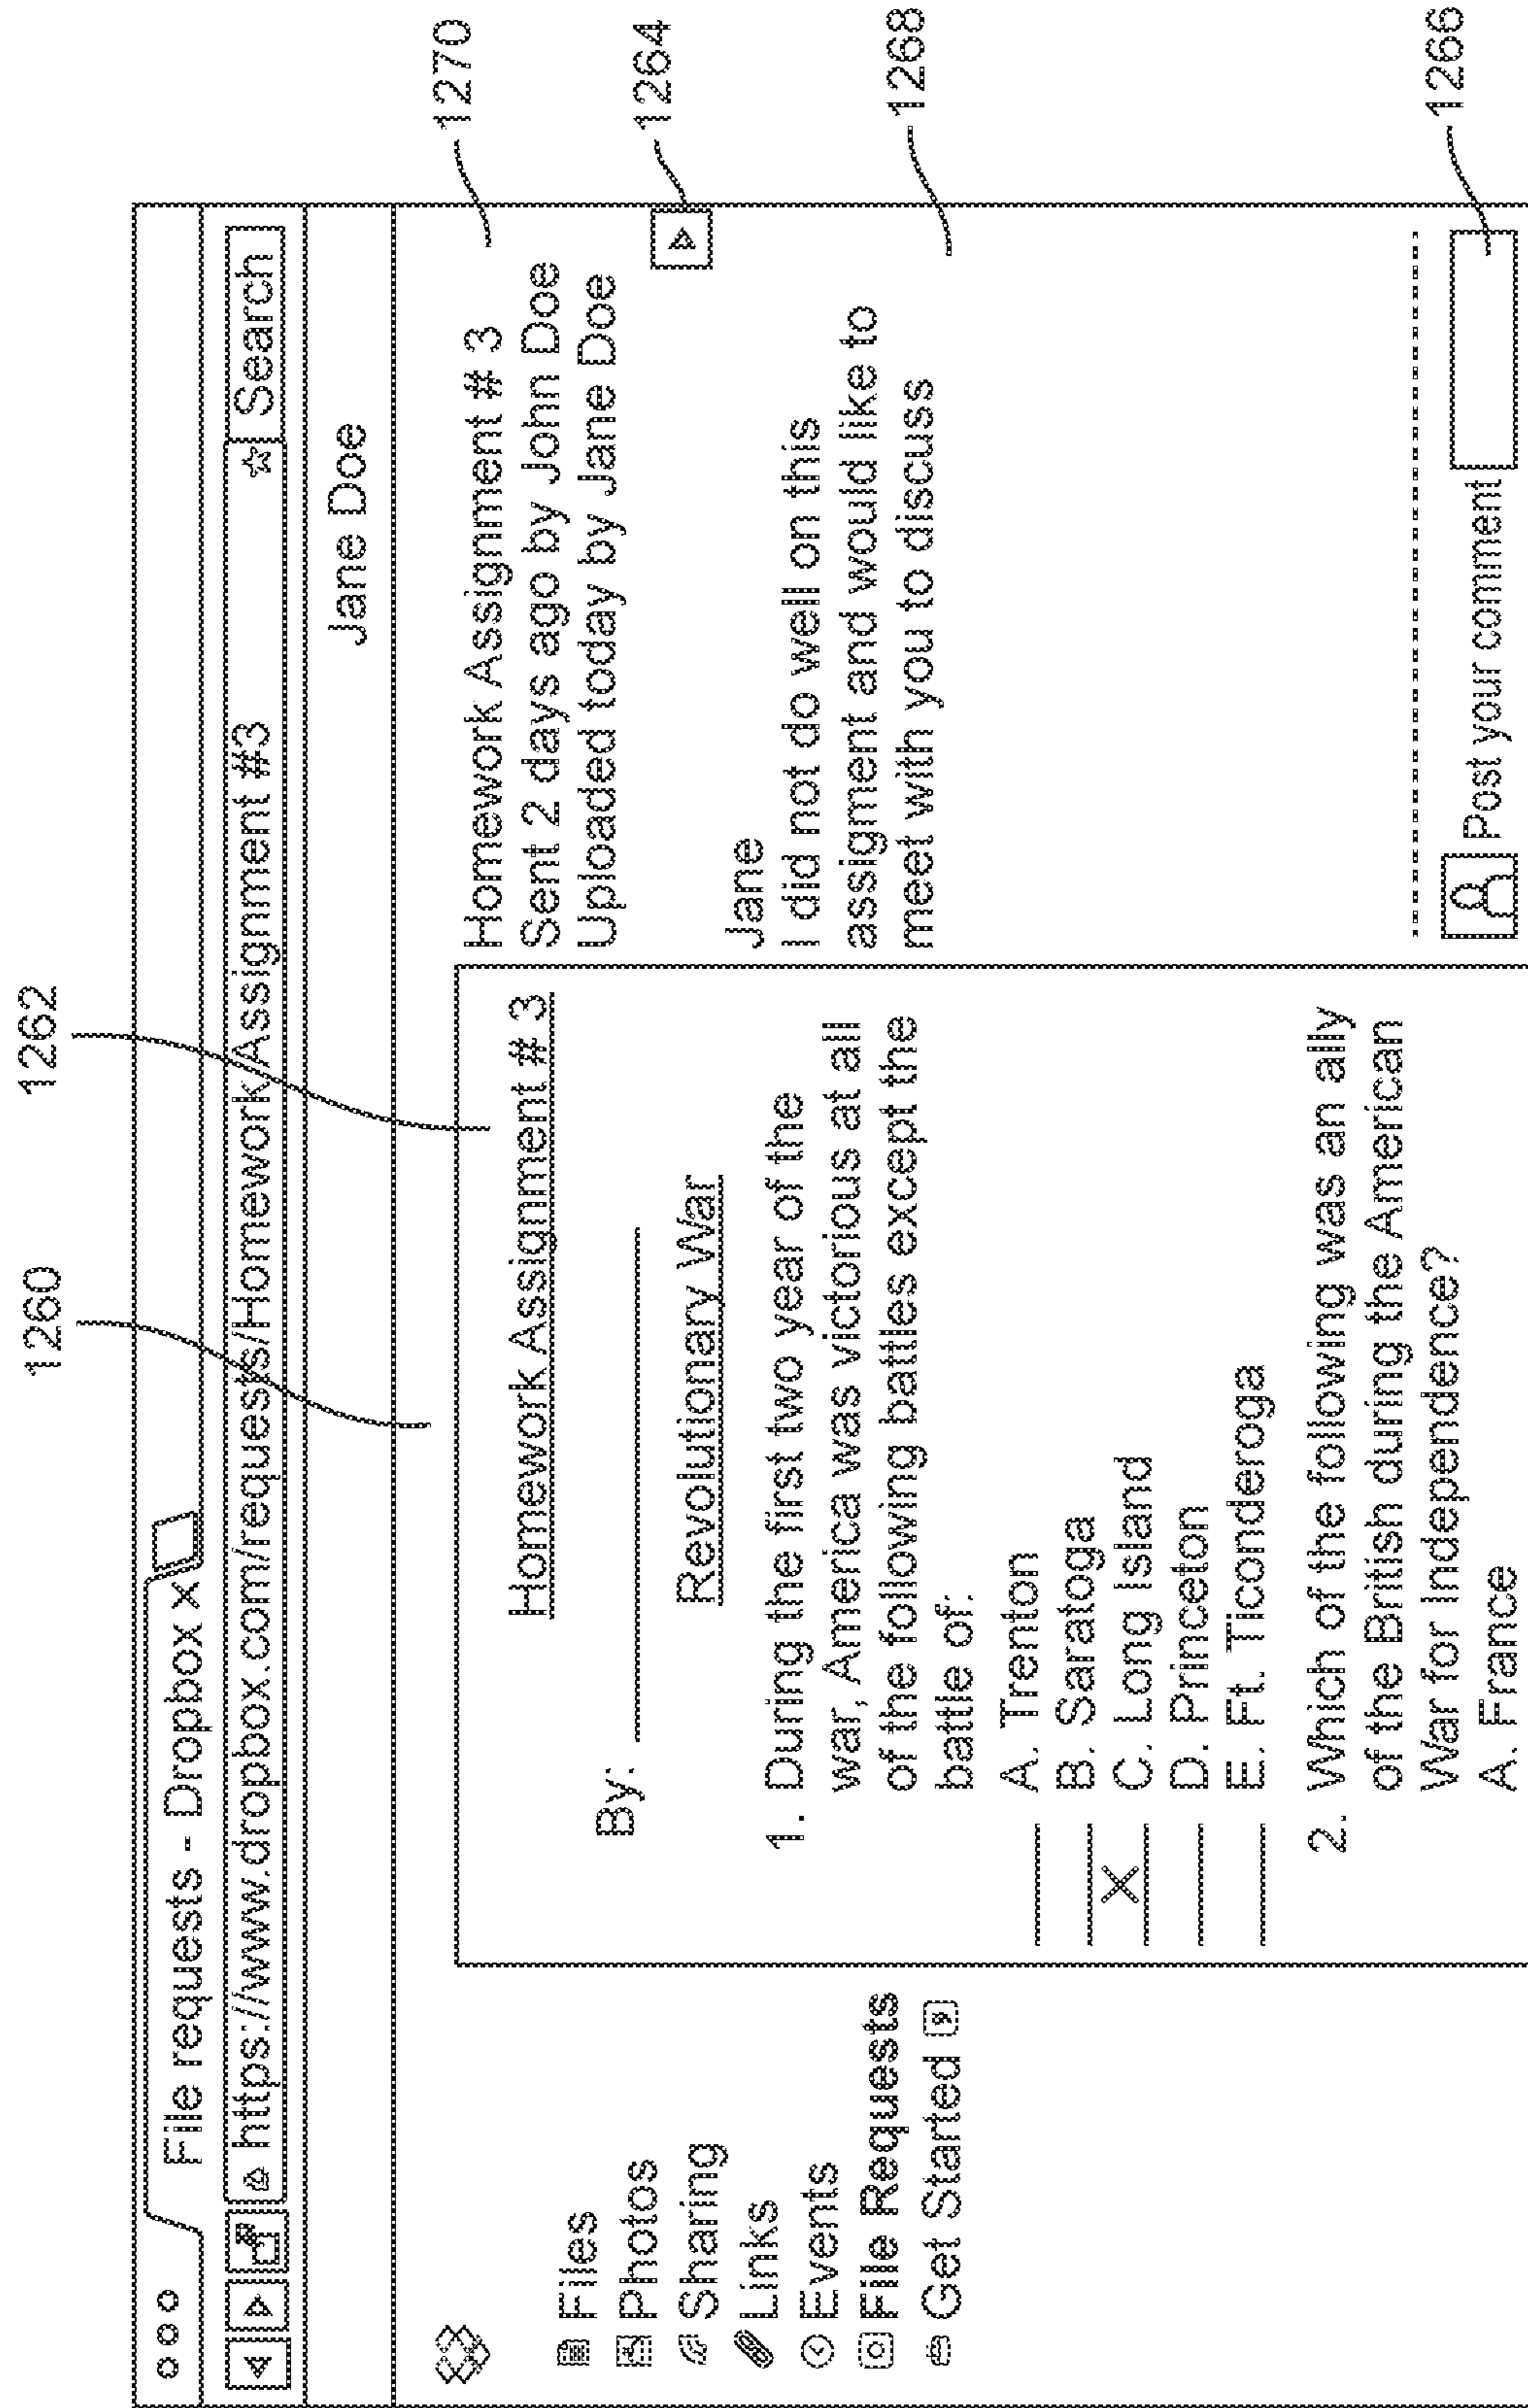 1260
1262
File requests - Dropbox x
https://www.dropbox.com/requests/Homework Assignment #3
Search
Jane Doe
Files
Photos
Sharing
Links
Events
File Requests
Get Started
Homework Assignment # 3
By:
Revolutionary War
1. During the first two year of the
war, America was victorious at all
of the following battles except the
battle of:
A. Trenton
B. Saratoga
X C. Long Island
D. Princeton
E. Ft. Ticonderoga
2. Which of the following was an ally
of the British during the American
War for Independence?
A. France
Homework Assignment # 3
Sent 2 days ago by John Doe
Uploaded today by Jane Doe
Jane
I did not do well on this
assignment and would like to
meet with you to discuss
Post your comment
1270
1264
1268
1266